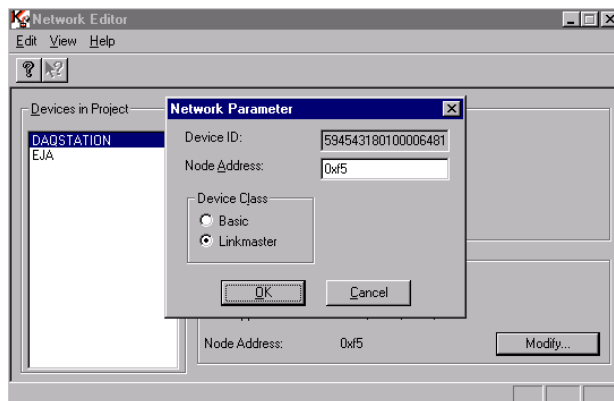 Network Editor
Edit View Help
Devices in Project
DAQSTATION
EJA
Network Parameter
Device ID: 594543180100006481
Node Address: 0xf5
Device Class
Basic
Linkmaster
OK Cancel
Node Address: 0xf5 Modify...